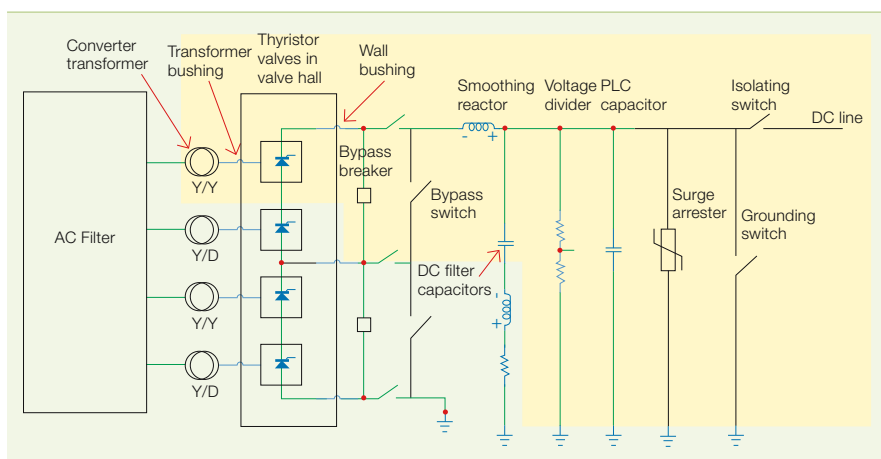 Converter
transformer
Transformer
bushing
Thyristor
valves in
valve hall
Wall
bushing
Smoothing
reactor
Voltage
divider
PLC
capacitor
Isolating
switch
DC line
- +
Y/Y
Bypass
breaker
Bypass
switch
Surge
arrester
Grounding
switch
AC Filter
Y/D
DC filter
capacitors
Y/Y
- +
Y/D